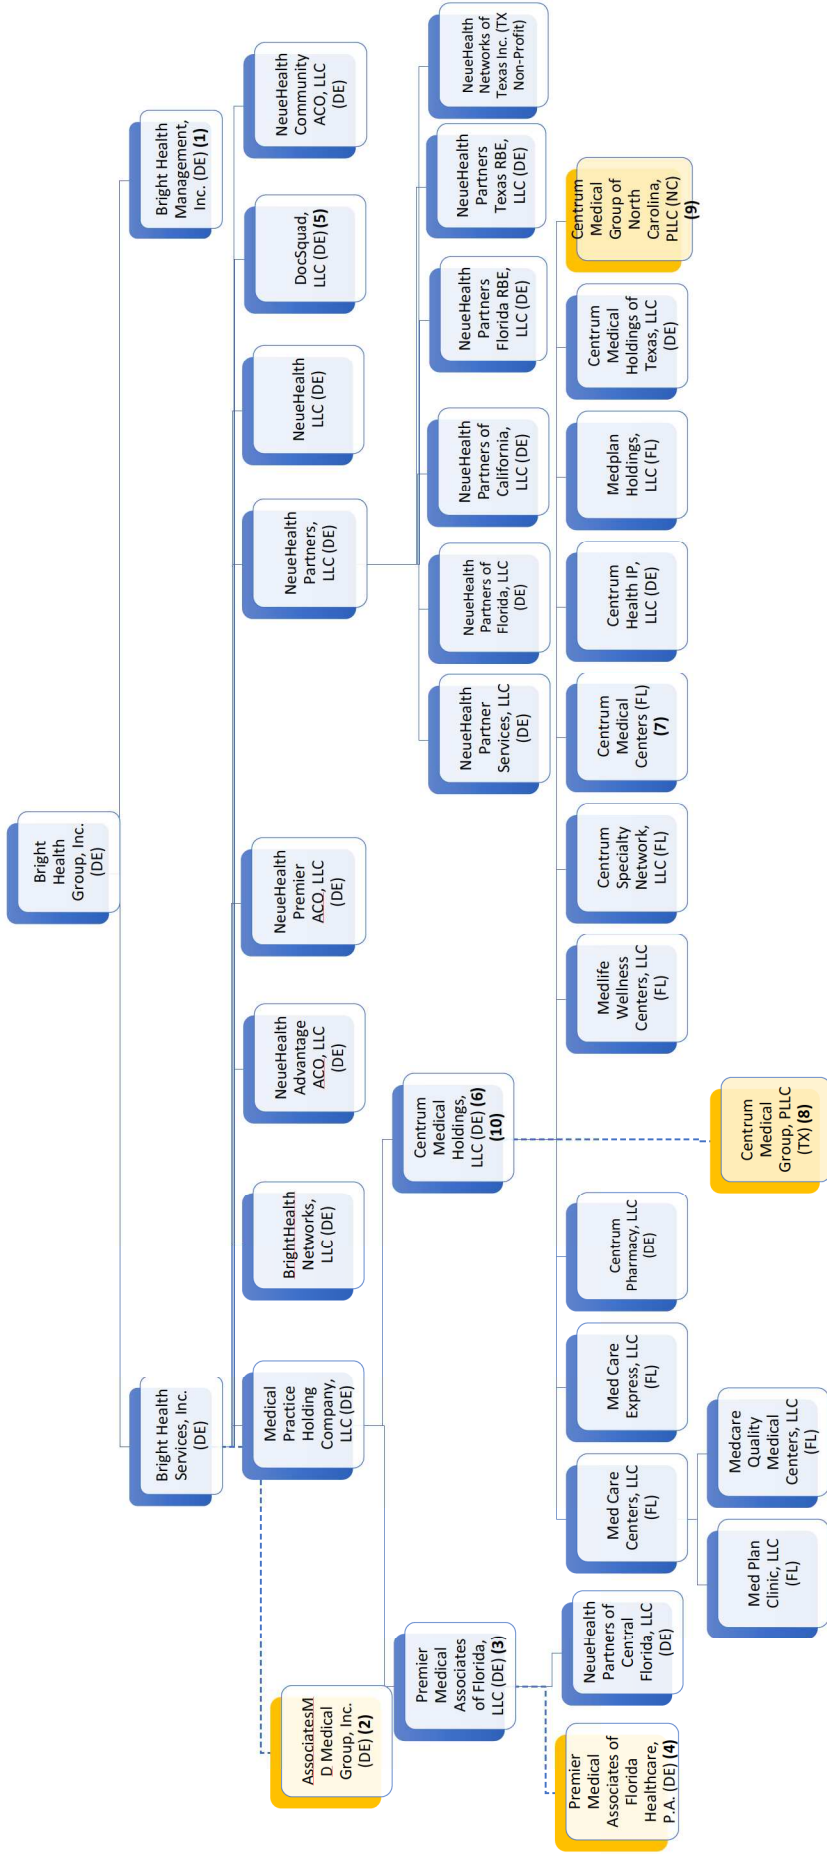 Bright
Health
Group, Inc.
(DE)
Bright Health
Services, Inc.
(DE)
Bright Health
Management,
Inc. (DE) (1)
AssociatesM
D Medical
Group, Inc.
(DE) (2)
Medical
Practice
Holding
Company,
LLC (DE)
BrightHealth
Networks,
LLC (DE)
NeueHealth
Advantage
ACO, LLC
(DE)
NeueHealth
Premier
ACO, LLC
(DE)
NeueHealth
Partners,
LLC (DE)
NeueHealth
LLC (DE)
DocSquad,
LLC (DE) (5)
NeueHealth
Community
ACO, LLC
(DE)
Premier
Medical
Associates
of Florida,
LLC (DE) (3)
Centrum
Medical
Holdings,
LLC (DE) (6)
(10)
NeueHealth
Partner
Services, LLC
(DE)
NeueHealth
Partners of
Florida, LLC
(DE)
NeueHealth
Partners of
California,
LLC (DE)
NeueHealth
Partners
Florida RBE,
LLC (DE)
NeueHealth
Partners
Texas RBE,
LLC (DE)
NeueHealth
Networks of
Texas Inc. (TX
Non-Profit)
Premier
Medical
Associates of
Florida
Healthcare,
P.A. (DE) (4)
NeueHealth
Partners of
Central
Florida, LLC
(DE)
Med Care
Centers, LLC
(FL)
Med Care
Express, LLC
(FL)
Centrum
Pharmacy, LLC
(DE)
Medlife
Wellness
Centers, LLC
(FL)
Centrum
Specialty
Network,
LLC (FL)
Centrum
Medical
Centers (FL)
(7)
Centrum
Health IP,
LLC (DE)
Medplan
Holdings,
LLC (FL)
Centrum
Medical
Holdings of
Texas, LLC
(DE)
Centrum
Medical
Group of
North
Carolina,
PLLC (NC)
(9)
Med Plan
Clinic, LLC
(FL)
Medcare
Quality
Medical
Centers, LLC
(FL)
Centrum
Medical
Group, PLLC
(TX) (8)